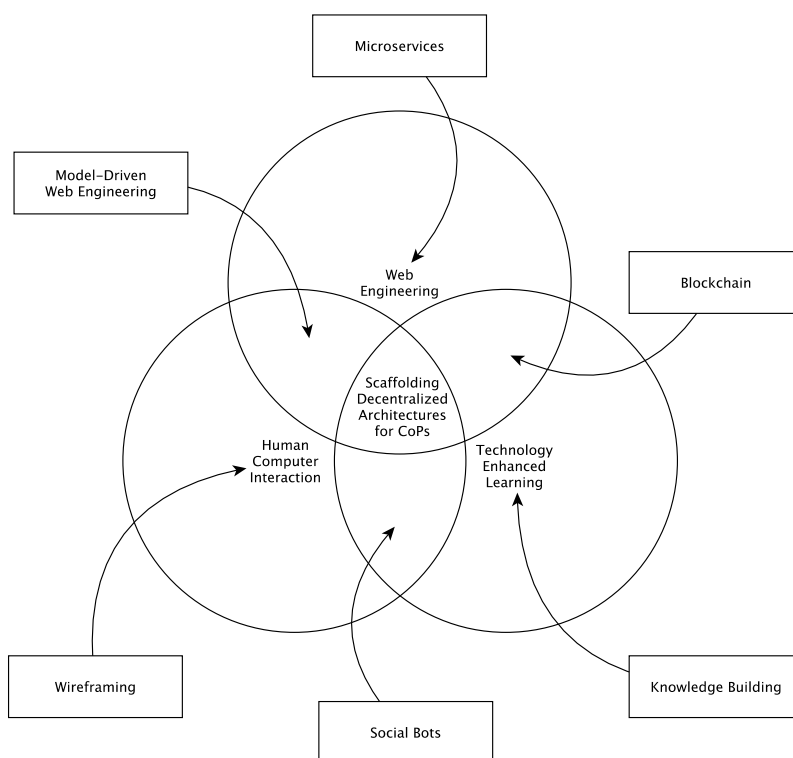 Microservices
Model-Driven
Web Engineering
Web
Engineering
Blockchain
Scaffolding
Decentralized
Architectures
for CoPs
Human
Computer
Interaction
Technology
Enhanced
Learning
Wireframing
Social Bots
Knowledge Building